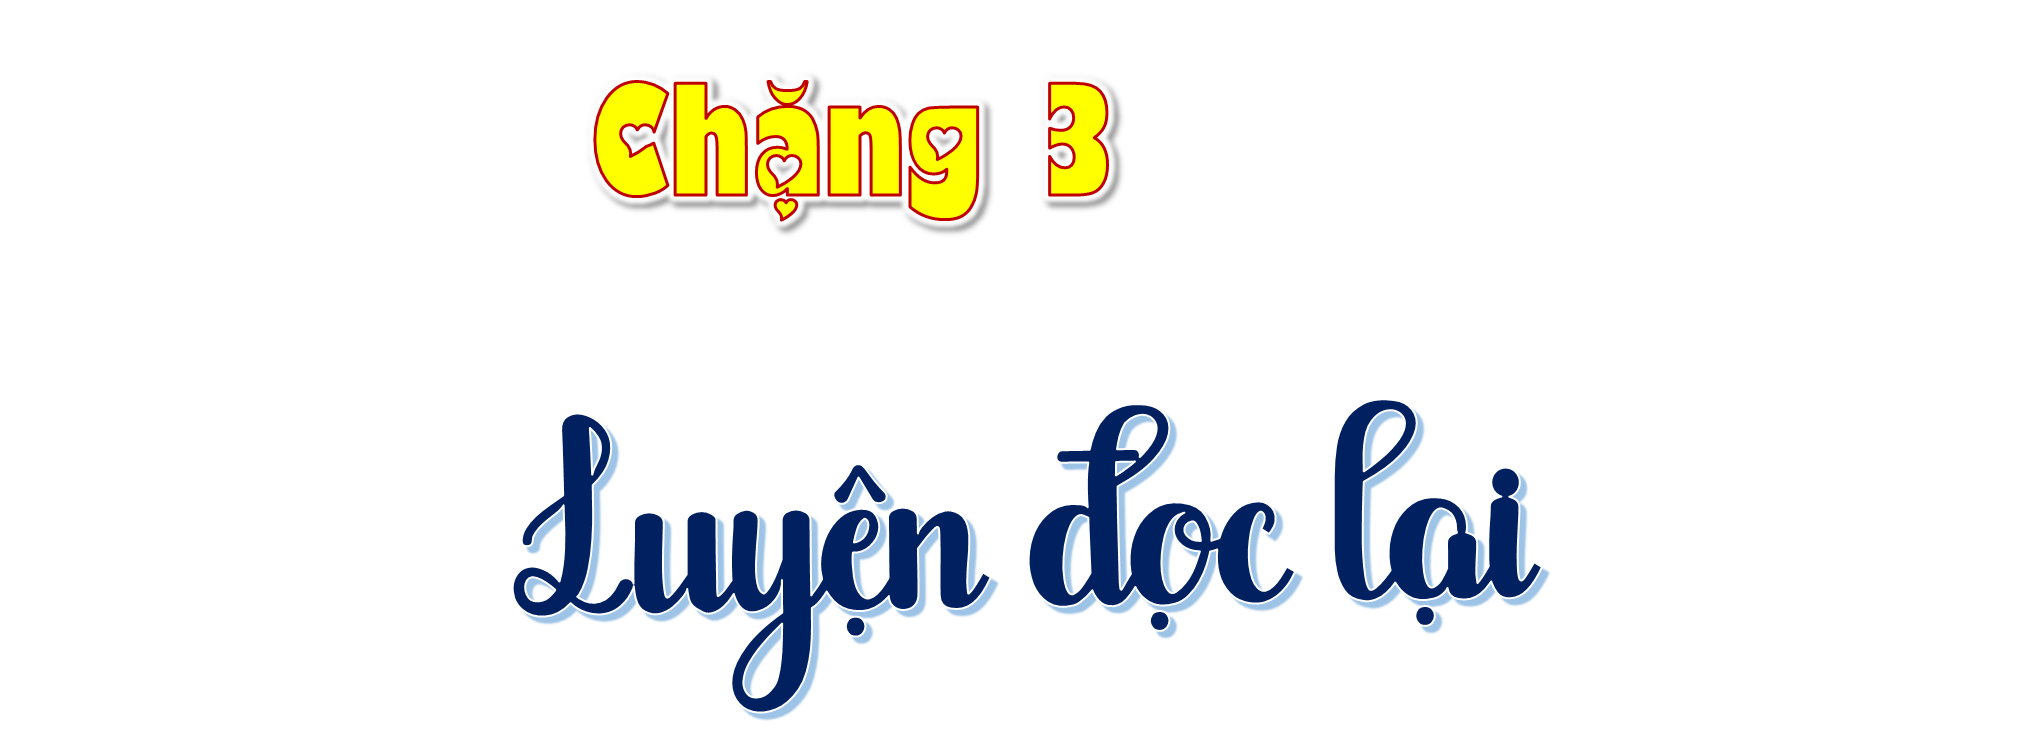 Chặng 3
Luyện đọc lại